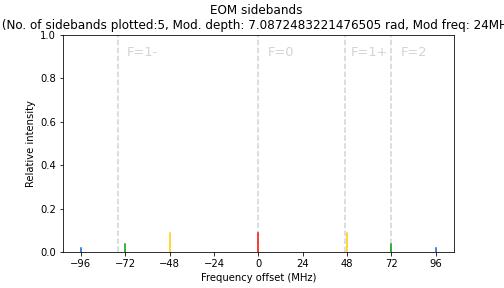 EOM sidebands
(No. of sidebands plotted:5, Mod. depth: 7.0872483221476505 rad, Mod freq: 24MH
1.0
F=1-
F=0
F=1+
F=2
0.8
0.6
0.4
0.2
0.0
Relative intensity
−96 −72 −48 −24 0 24 48 72 96
Frequency offset (MHz)